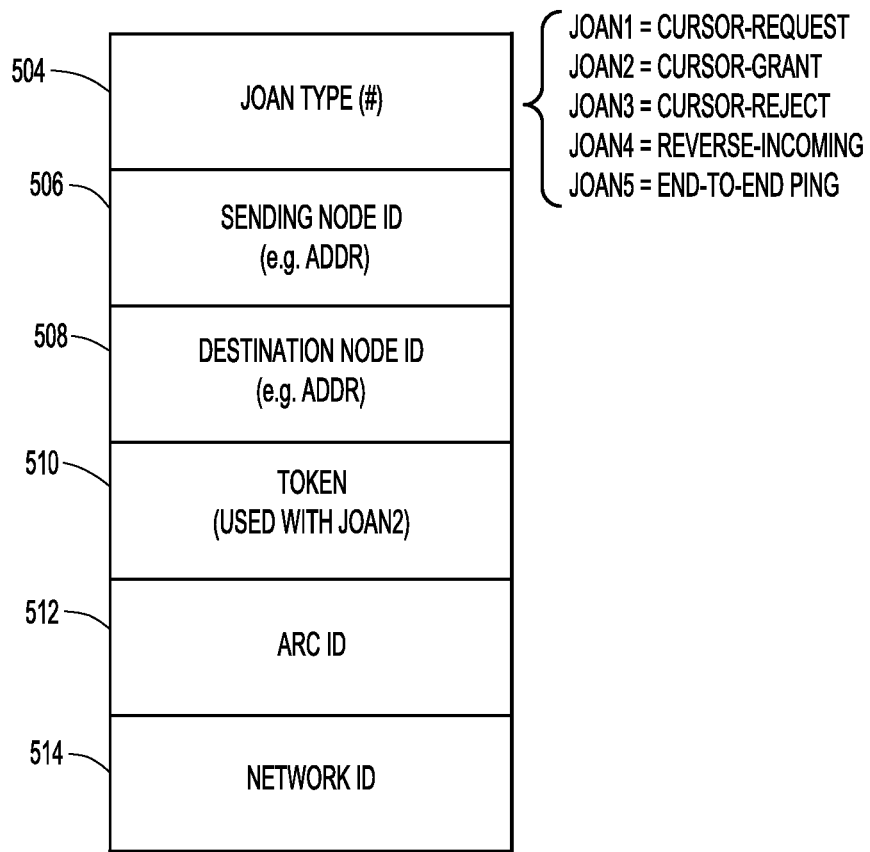 504
JOAN TYPE (#)
JOAN1 = CURSOR-REQUEST
JOAN2 = CURSOR-GRANT
JOAN3 = CURSOR-REJECT
JOAN4 = REVERSE-INCOMING
JOAN5 = END-TO-END PING
506
SENDING NODE ID
(e.g. ADDR)
508
DESTINATION NODE ID
(e.g. ADDR)
510
TOKEN
(USED WITH JOAN2)
512
ARC ID
514
NETWORK ID